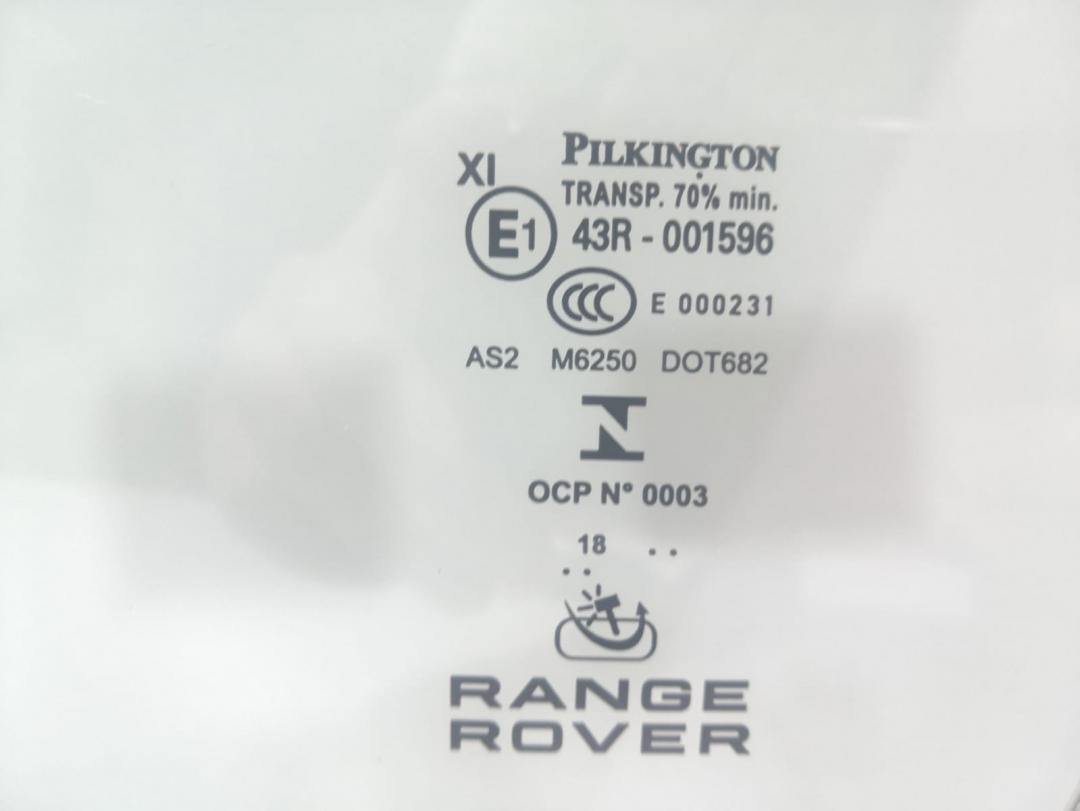 PILKINGTON
XI
TRANSP. 70% min.
E1 43R - 001596
CCC E 000231
AS2 M6250 DOT682
OCP N° 0003
18 . .
. .
RANGE
ROVER